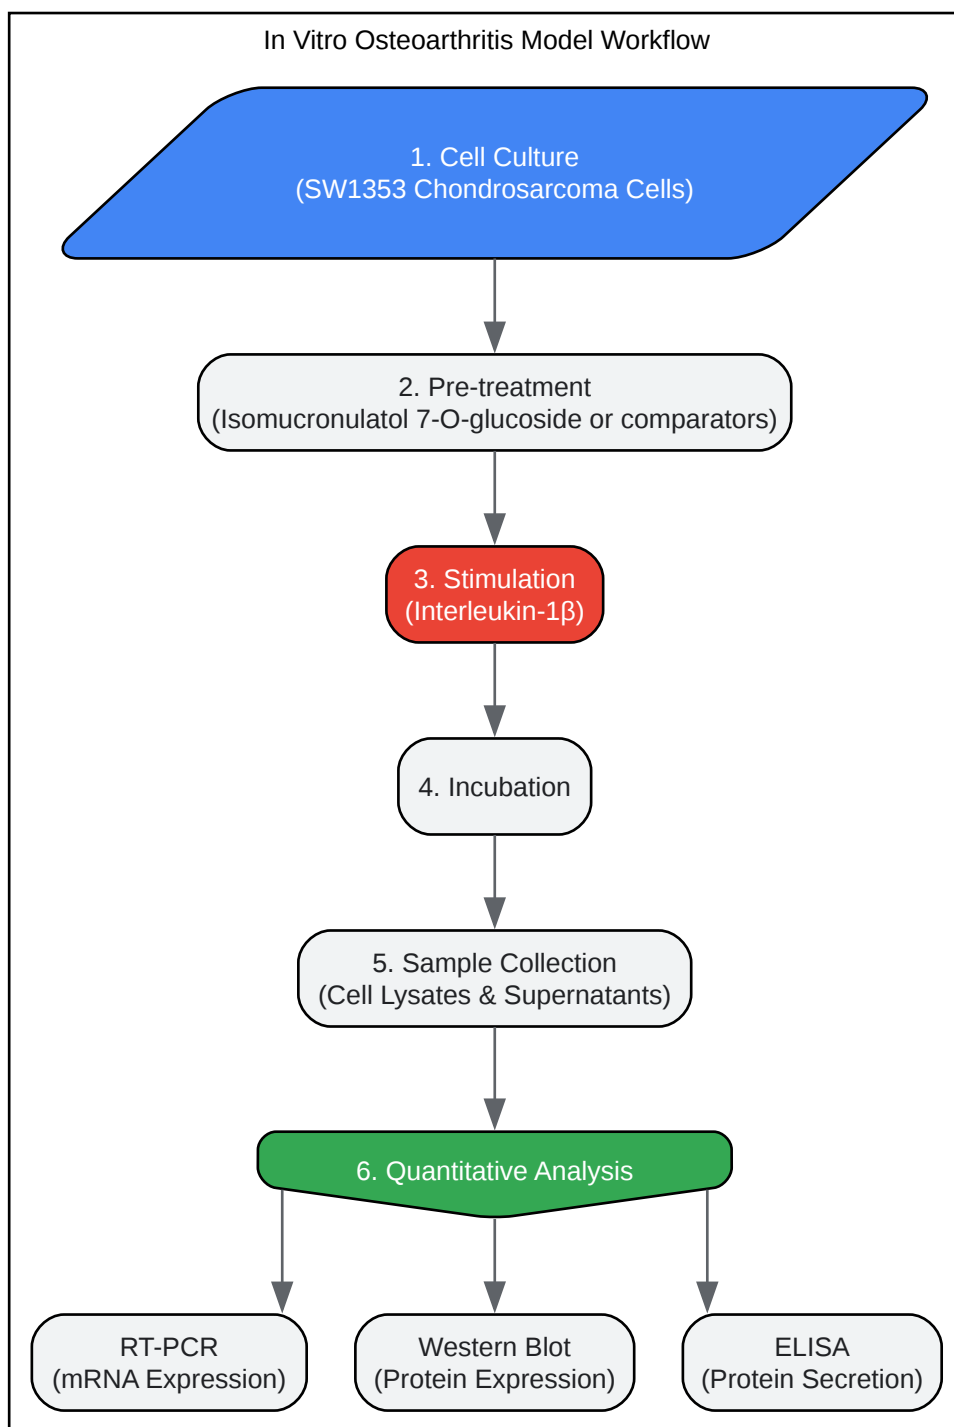 In Vitro Osteoarthritis Model Workflow
1. Cell Culture
(SW1353 Chondrosarcoma Cells)
2. Pre-treatment
(Isomucronulatol 7-O-glucoside or comparators)
3. Stimulation
(Interleukin-1β)
4. Incubation
5. Sample Collection
(Cell Lysates & Supernatants)
6. Quantitative Analysis
RT-PCR
(mRNA Expression)
Western Blot
(Protein Expression)
ELISA
(Protein Secretion)